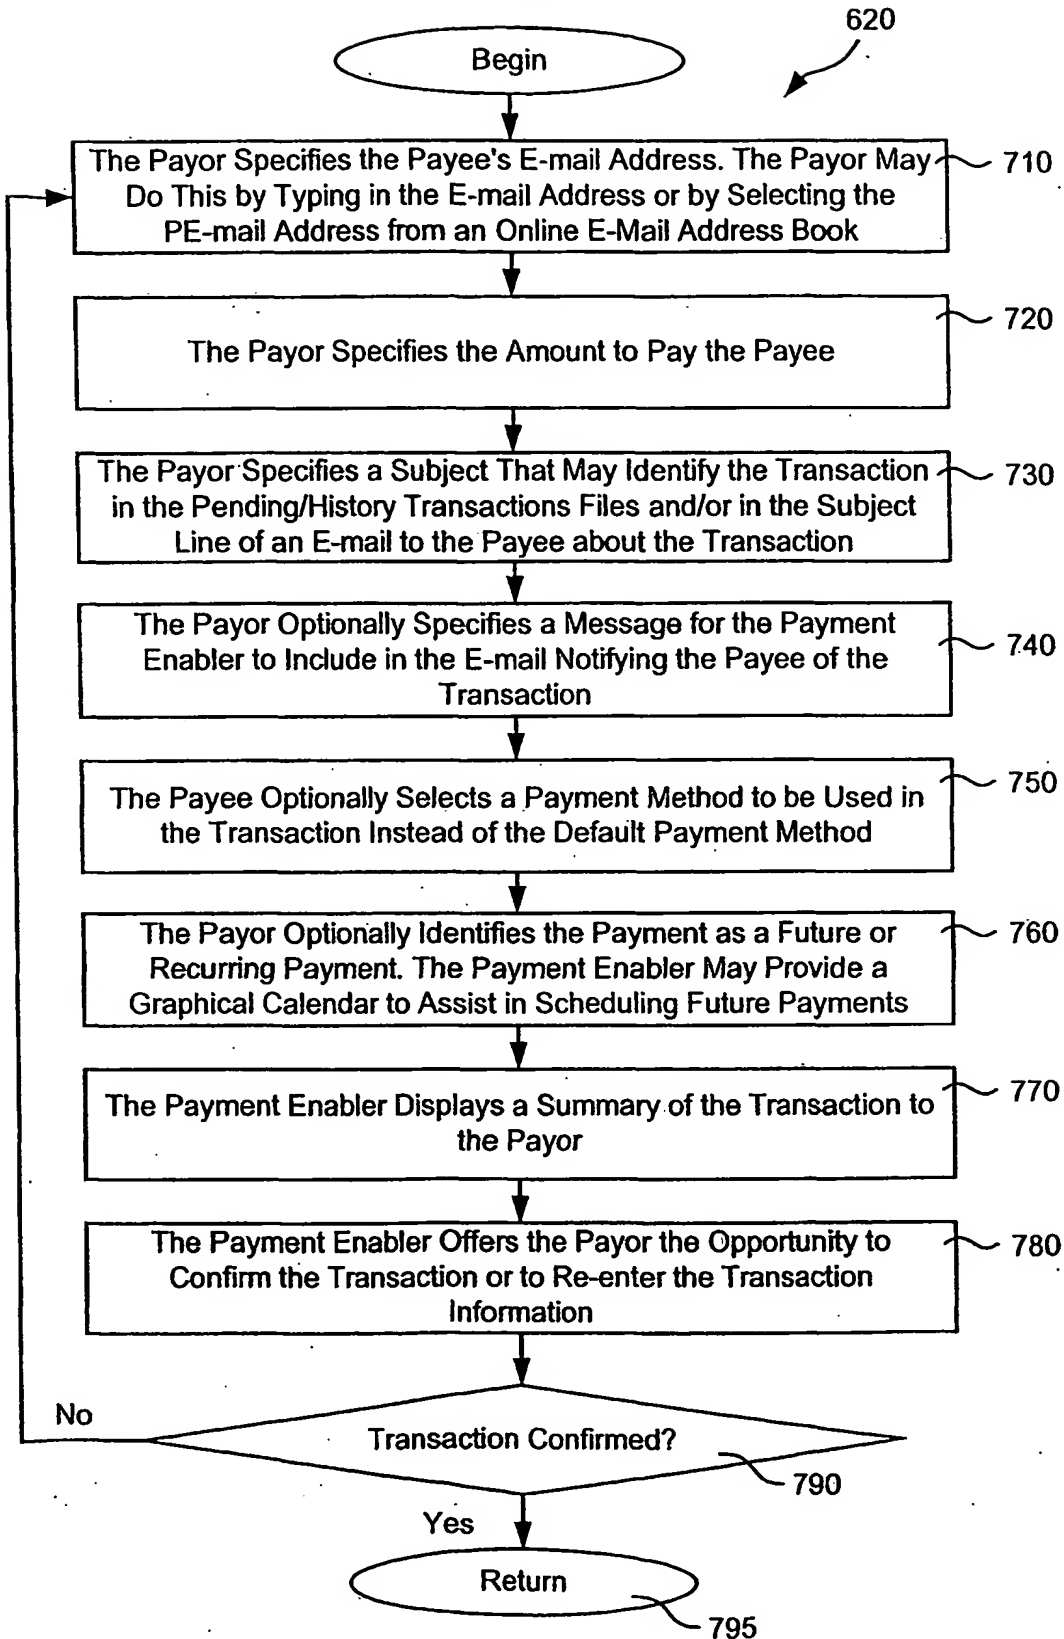 620
Begin
The Payor Specifies the Payee's E-mail Address. The Payor May
Do This by Typing in the E-mail Address or by Selecting the
PE-mail Address from an Online E-Mail Address Book
710
The Payor Specifies the Amount to Pay the Payee
720
The Payor Specifies a Subject That May Identify the Transaction
in the Pending/History Transactions Files and/or in the Subject
Line of an E-mail to the Payee about the Transaction
730
The Payor Optionally Specifies a Message for the Payment
Enabler to Include in the E-mail Notifying the Payee of the
Transaction
740
The Payee Optionally Selects a Payment Method to be Used in
the Transaction Instead of the Default Payment Method
750
The Payor Optionally Identifies the Payment as a Future or
Recurring Payment. The Payment Enabler May Provide a
Graphical Calendar to Assist in Scheduling Future Payments
760
The Payment Enabler Displays a Summary of the Transaction to
the Payor
770
The Payment Enabler Offers the Payor the Opportunity to
Confirm the Transaction or to Re-enter the Transaction
Information
780
No
Transaction Confirmed?
790
Yes
Return
795